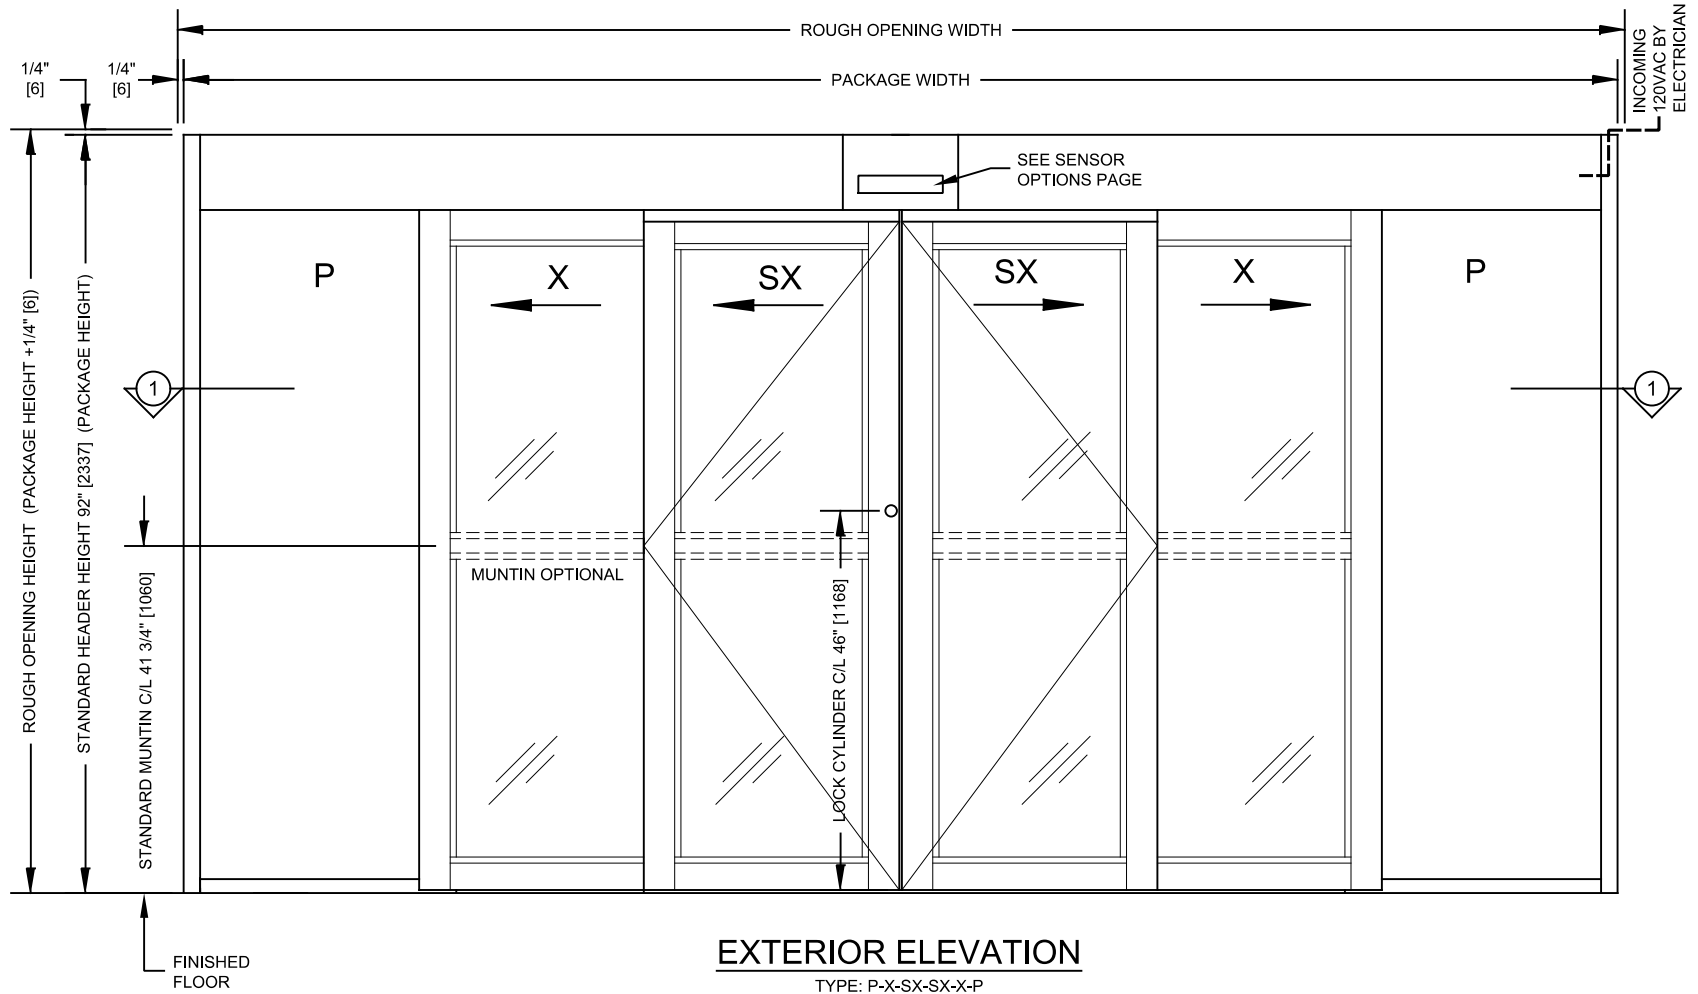 ROUGH OPENING WIDTH
PACKAGE WIDTH
1/4"
[6]
1/4"
[6]
INCOMING
120VAC BY
ELECTRICIAN
SEE SENSOR
OPTIONS PAGE
P
X
SX
SX
X
P
1
1
ROUGH OPENING HEIGHT (PACKAGE HEIGHT +1/4" [6])
STANDARD HEADER HEIGHT 92" [2337] (PACKAGE HEIGHT)
STANDARD MUNTIN C/L 41 3/4" [1060]
MUNTIN OPTIONAL
LOCK CYLINDER C/L 46" [1168]
FINISHED
FLOOR
EXTERIOR ELEVATION
TYPE: P-X-SX-SX-X-P